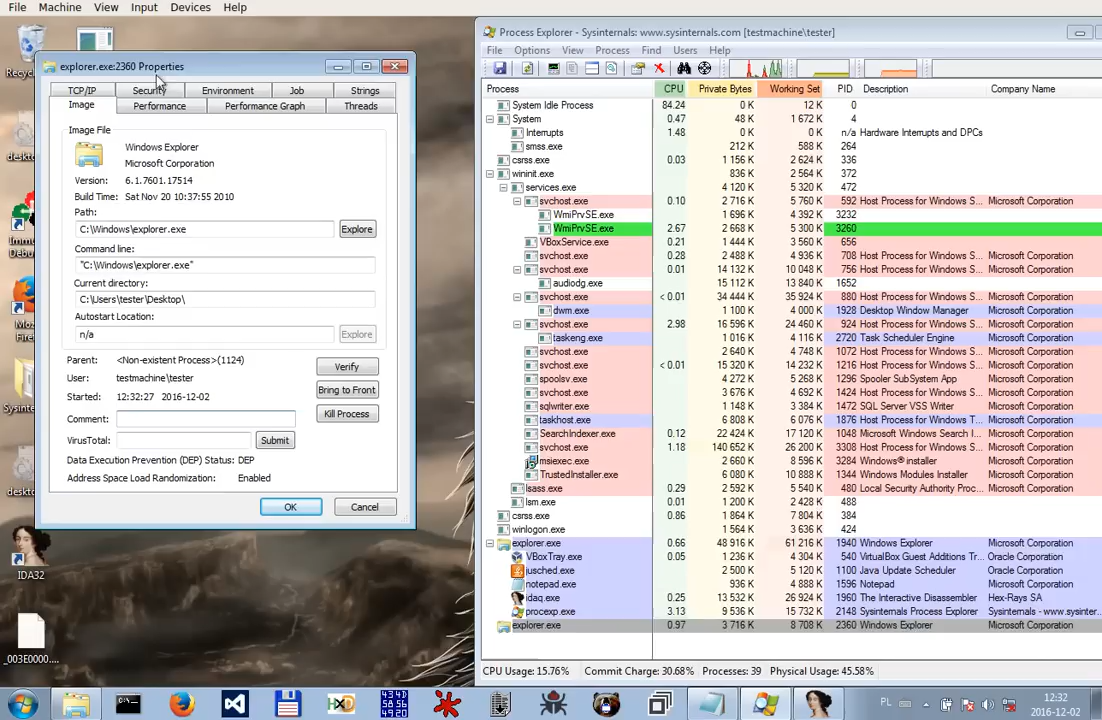 File Machine View Input Devices Help
explorer.exe:2360 Properties
TCP/IP Security Environment Job Strings
Image Performance Performance Graph Threads
Image File
Windows Explorer
Microsoft Corporation
Version: 6.1.7601.17514
Build Time: Sat Nov 20 10:37:55 2010
Path:
C:\Windows\explorer.exe Explore
Command line:
"C:\Windows\explorer.exe"
Current directory:
C:\Users\tester\Desktop\
Autostart Location:
n/a Explore
Parent: <Non-existent Process>(1124)
User: testmachine\tester
Started: 12:32:27 2016-12-02
Comment:
VirusTotal: Submit
Verify
Bring to Front
Kill Process
Data Execution Prevention (DEP) Status: DEP
Address Space Load Randomization: Enabled
OK Cancel
IDA32
_003E0000....
Process Explorer - Sysinternals: www.sysinternals.com [testmachine\tester]
File Options View Process Find Users Help
Process CPU Private Bytes Working Set PID Description Company Name
System Idle Process 84.24 0 K 12 K 0
System 0.47 48 K 1 672 K 4
Interrupts 1.48 0 K 0 K n/a Hardware Interrupts and DPCs
smss.exe 212 K 588 K 264
csrss.exe 0.03 1 156 K 2 624 K 336
wininit.exe 836 K 2 564 K 372
services.exe 4 120 K 5 320 K 472
svchost.exe 0.10 2 716 K 5 760 K 592 Host Process for Windows S... Microsoft Corporation
WmiPrvSE.exe 1 696 K 4 392 K 3232
WmiPrvSE.exe 2.67 2 668 K 5 300 K 3260
VBoxService.exe 0.21 1 444 K 3 560 K 656
svchost.exe 0.28 2 488 K 4 936 K 708 Host Process for Windows S... Microsoft Corporation
svchost.exe 0.01 14 132 K 10 048 K 756 Host Process for Windows S... Microsoft Corporation
audiodg.exe 15 112 K 13 840 K 1652
svchost.exe < 0.01 34 444 K 35 924 K 880 Host Process for Windows S... Microsoft Corporation
dwm.exe 1 100 K 4 000 K 1928 Desktop Window Manager Microsoft Corporation
svchost.exe 2.98 16 596 K 24 460 K 924 Host Process for Windows S... Microsoft Corporation
taskeng.exe 1 016 K 4 116 K 2720 Task Scheduler Engine Microsoft Corporation
svchost.exe 2 640 K 4 748 K 1072 Host Process for Windows S... Microsoft Corporation
svchost.exe < 0.01 15 320 K 14 232 K 1216 Host Process for Windows S... Microsoft Corporation
spoolsv.exe 4 272 K 5 268 K 1296 Spooler SubSystem App Microsoft Corporation
svchost.exe 3 676 K 4 692 K 1404 Host Process for Windows S... Microsoft Corporation
sqlwriter.exe 1 148 K 3 384 K 1472 SQL Server VSS Writer Microsoft Corporation
taskhost.exe 6 808 K 6 076 K 1876 Host Process for Windows T... Microsoft Corporation
SearchIndexer.exe 0.12 22 424 K 17 120 K 1048 Microsoft Windows Search I... Microsoft Corporation
svchost.exe 1.18 140 652 K 26 200 K 3308 Host Process for Windows S... Microsoft Corporation
msiexec.exe 2 660 K 8 596 K 3284 Windows® installer Microsoft Corporation
TrustedInstaller.exe 6 080 K 10 888 K 1344 Windows Modules Installer Microsoft Corporation
lsass.exe 0.29 2 592 K 5 540 K 480 Local Security Authority Proc... Microsoft Corporation
lsm.exe 0.01 1 200 K 2 428 K 488
csrss.exe 0.86 1 864 K 7 804 K 384
winlogon.exe 1 564 K 3 636 K 424
explorer.exe 0.66 48 916 K 61 216 K 1940 Windows Explorer Microsoft Corporation
VBoxTray.exe 0.05 1 236 K 4 304 K 540 VirtualBox Guest Additions Tr... Oracle Corporation
jusched.exe 2 500 K 5 120 K 1100 Java Update Scheduler Oracle Corporation
notepad.exe 936 K 4 888 K 1596 Notepad Microsoft Corporation
idaq.exe 0.25 13 532 K 26 924 K 1960 The Interactive Disassembler Hex-Rays SA
procexp.exe 3.13 9 536 K 15 732 K 2148 Sysinternals Process Explorer Sysinternals - www.sysinter...
explorer.exe 0.97 3 716 K 8 708 K 2360 Windows Explorer Microsoft Corporation
CPU Usage: 15.76% Commit Charge: 30.68% Processes: 39 Physical Usage: 45.58%
PL
12:32
2016-12-02